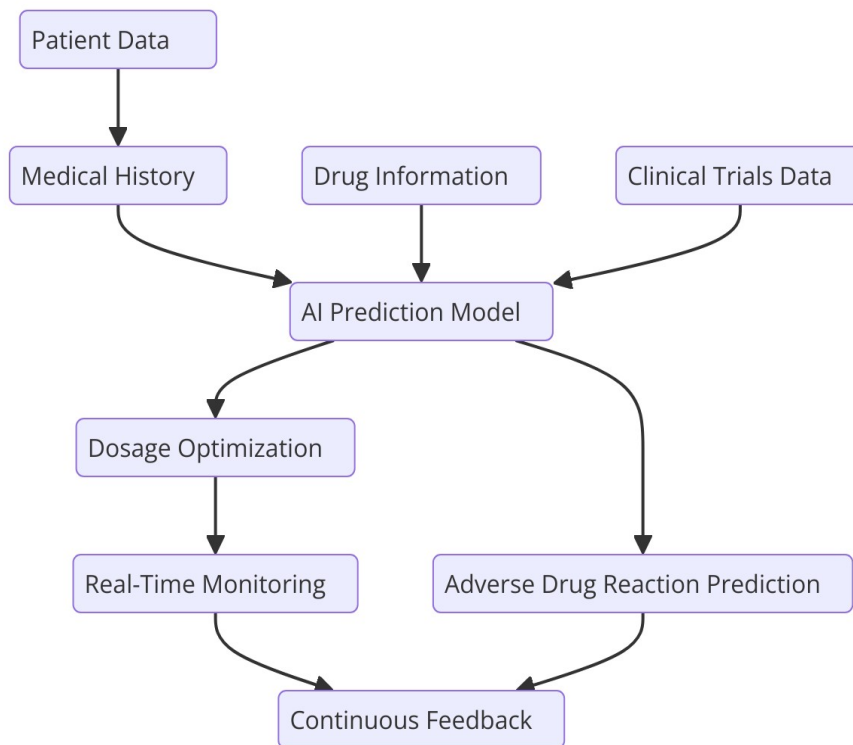 Patient Data
Medical History
Drug Information
Clinical Trials Data
AI Prediction Model
Dosage Optimization
Real-Time Monitoring
Adverse Drug Reaction Prediction
Continuous Feedback